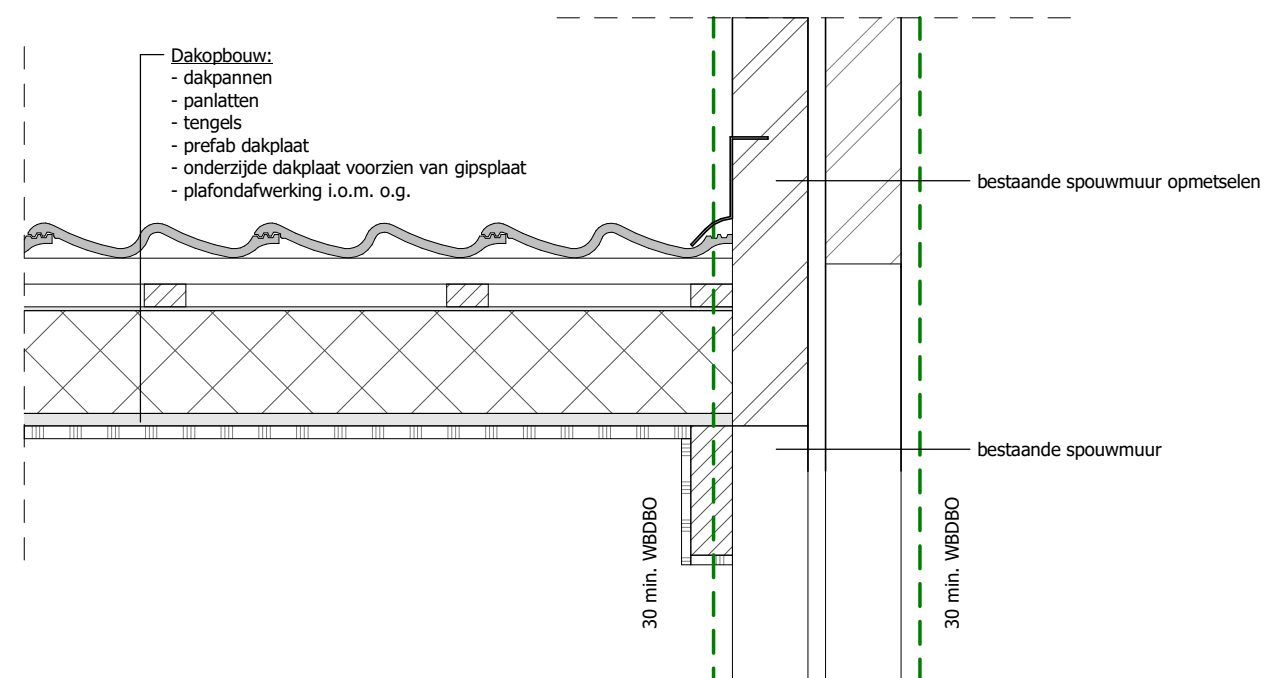 Dakopbouw:
- dakpannen
- panlatten
- tengels
- prefab dakplaat
- onderzijde dakplaat voorzien van gipsplaat
- plafondafwerking i.o.m. o.g.
bestaande spouwmuur opmetselen
bestaande spouwmuur
30 min. WBDBO
30 min. WBDBO